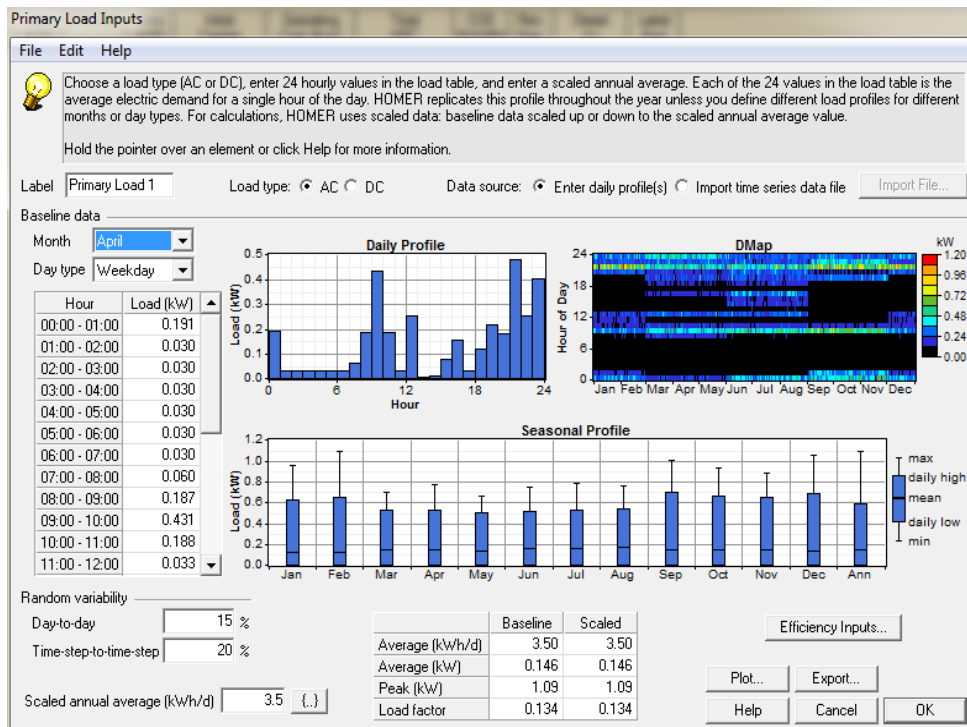 Primary Load Inputs
File Edit Help
Choose a load type (AC or DC), enter 24 hourly values in the load table, and enter a scaled annual average. Each of the 24 values in the load table is the
average electric demand for a single hour of the day. HOMER replicates this profile throughout the year unless you define different load profiles for different
months or day types. For calculations, HOMER uses scaled data: baseline data scaled up or down to the scaled annual average value.
Hold the pointer over an element or click Help for more information.
Label Primary Load 1 Load type: AC DC Data source: Enter daily profile(s) Import time series data file Import File...
Baseline data
Month April
Day type Weekday
Hour Load (kW)
00:00 - 01:00 0.191
01:00 - 02:00 0.030
02:00 - 03:00 0.030
03:00 - 04:00 0.030
04:00 - 05:00 0.030
05:00 - 06:00 0.030
06:00 - 07:00 0.030
07:00 - 08:00 0.060
08:00 - 09:00 0.187
09:00 - 10:00 0.431
10:00 - 11:00 0.188
11:00 - 12:00 0.033
Daily Profile
Load (kW)
0.5
0.4
0.3
0.2
0.1
0.0
0 6 12 18 24
Hour
DMap
Hour of Day
24
18
12
6
0
Jan Feb Mar Apr May Jun Jul Aug Sep Oct Nov Dec
kW
1.20
0.96
0.72
0.48
0.24
0.00
Seasonal Profile
Load (kW)
1.2
1.0
0.8
0.6
0.4
0.2
0.0
Jan Feb Mar Apr May Jun Jul Aug Sep Oct Nov Dec Ann
max
daily high
mean
daily low
min
Random variability
Day-to-day 15 %
Time-step-to-time-step 20 %
Scaled annual average (kWh/d) 3.5 {..}
Baseline Scaled
Average (kWh/d) 3.50 3.50
Average (kW) 0.146 0.146
Peak (kW) 1.09 1.09
Load factor 0.134 0.134
Efficiency Inputs...
Plot... Export...
Help Cancel OK